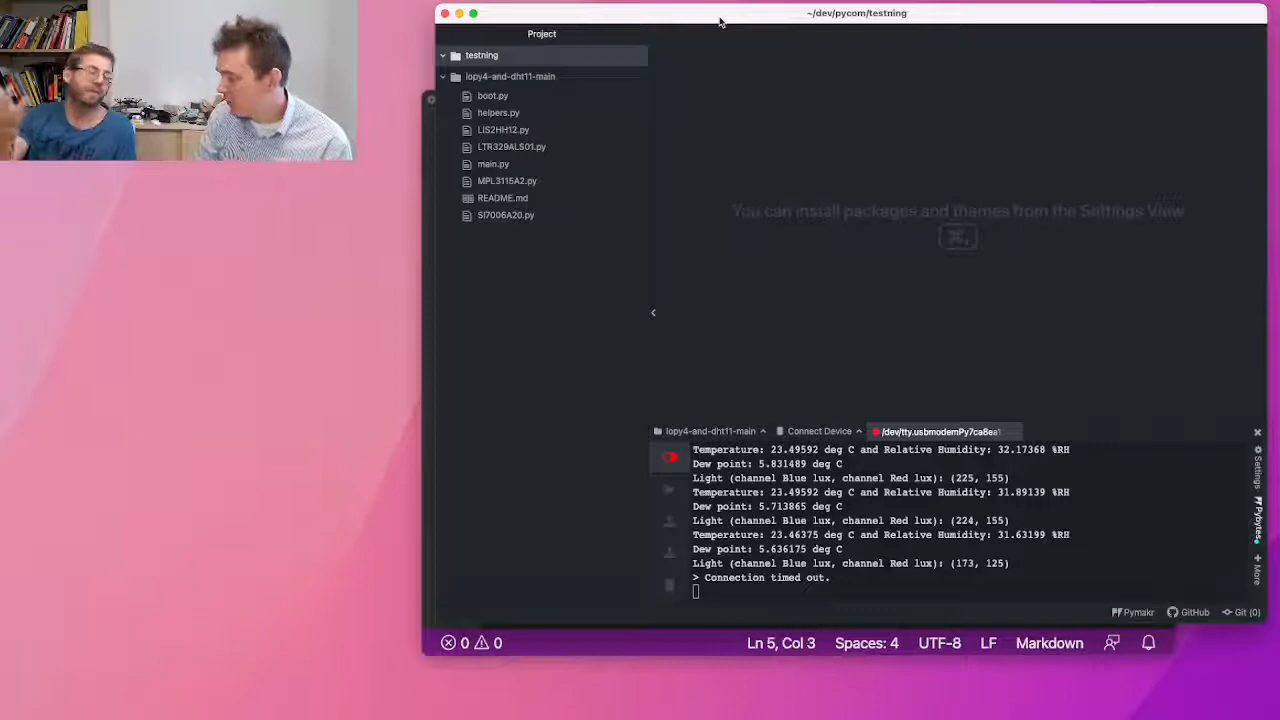 ~/dev/pycom/testning
Project
testning
lopy4-and-dht11-main
boot.py
helpers.py
LIS2HH12.py
LTR329ALS01.py
main.py
MPL3115A2.py
README.md
SI7006A20.py
You can install packages and themes from the Settings View
⌘,
lopy4-and-dht11-main
Connect Device
/dev/tty.usbmodemPy7ca8ea1
Temperature: 23.49592 deg C and Relative Humidity: 32.17368 %RH
Dew point: 5.831489 deg C
Light (channel Blue lux, channel Red lux): (225, 155)
Temperature: 23.49592 deg C and Relative Humidity: 31.89139 %RH
Dew point: 5.713865 deg C
Light (channel Blue lux, channel Red lux): (224, 155)
Temperature: 23.46375 deg C and Relative Humidity: 31.63199 %RH
Dew point: 5.636175 deg C
Light (channel Blue lux, channel Red lux): (173, 125)
> Connection timed out.
Settings
Pybytes
+ More
Pymakr
GitHub
Git (0)
0
0
Ln 5, Col 3
Spaces: 4
UTF-8
LF
Markdown